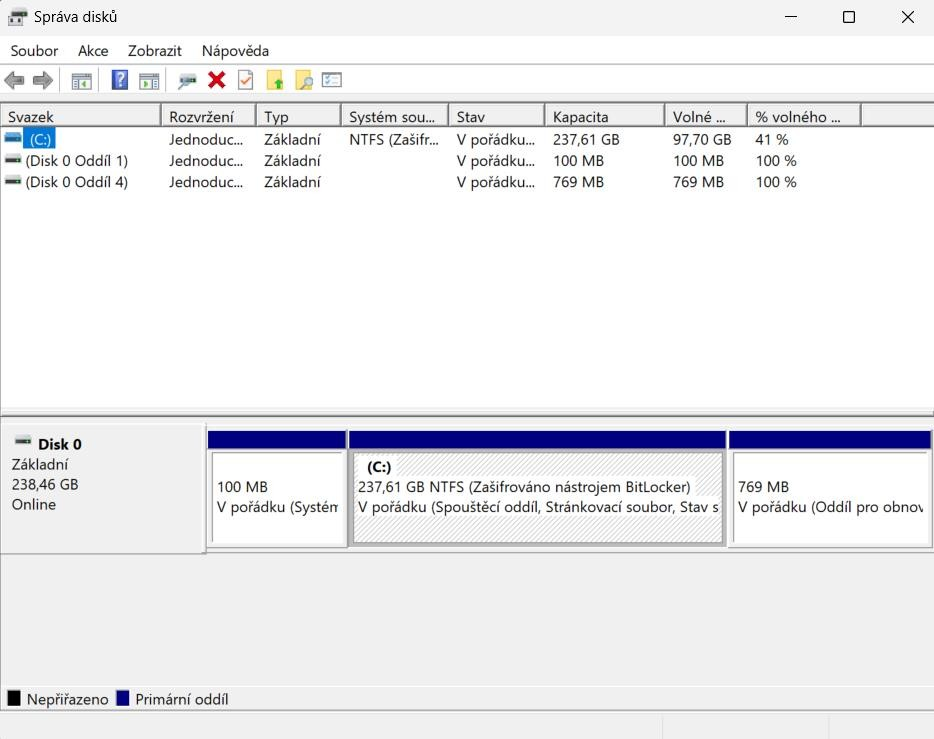 Správa disků
Soubor Akce Zobrazit Nápověda
Svazek Rozvržení Typ Systém sou... Stav Kapacita Volné ... % volného ...
(C:) Jednoduc... Základní NTFS (Zašifr... V pořádku... 237,61 GB 97,70 GB 41 %
(Disk 0 Oddíl 1) Jednoduc... Základní V pořádku... 100 MB 100 MB 100 %
(Disk 0 Oddíl 4) Jednoduc... Základní V pořádku... 769 MB 769 MB 100 %
Disk 0
Základní
238,46 GB
Online
100 MB
V pořádku (Systém
(C:)
237,61 GB NTFS (Zašifrováno nástrojem BitLocker)
V pořádku (Spouštěcí oddíl, Stránkovací soubor, Stav s
769 MB
V pořádku (Oddíl pro obnov
Nepřiřazeno Primární oddíl